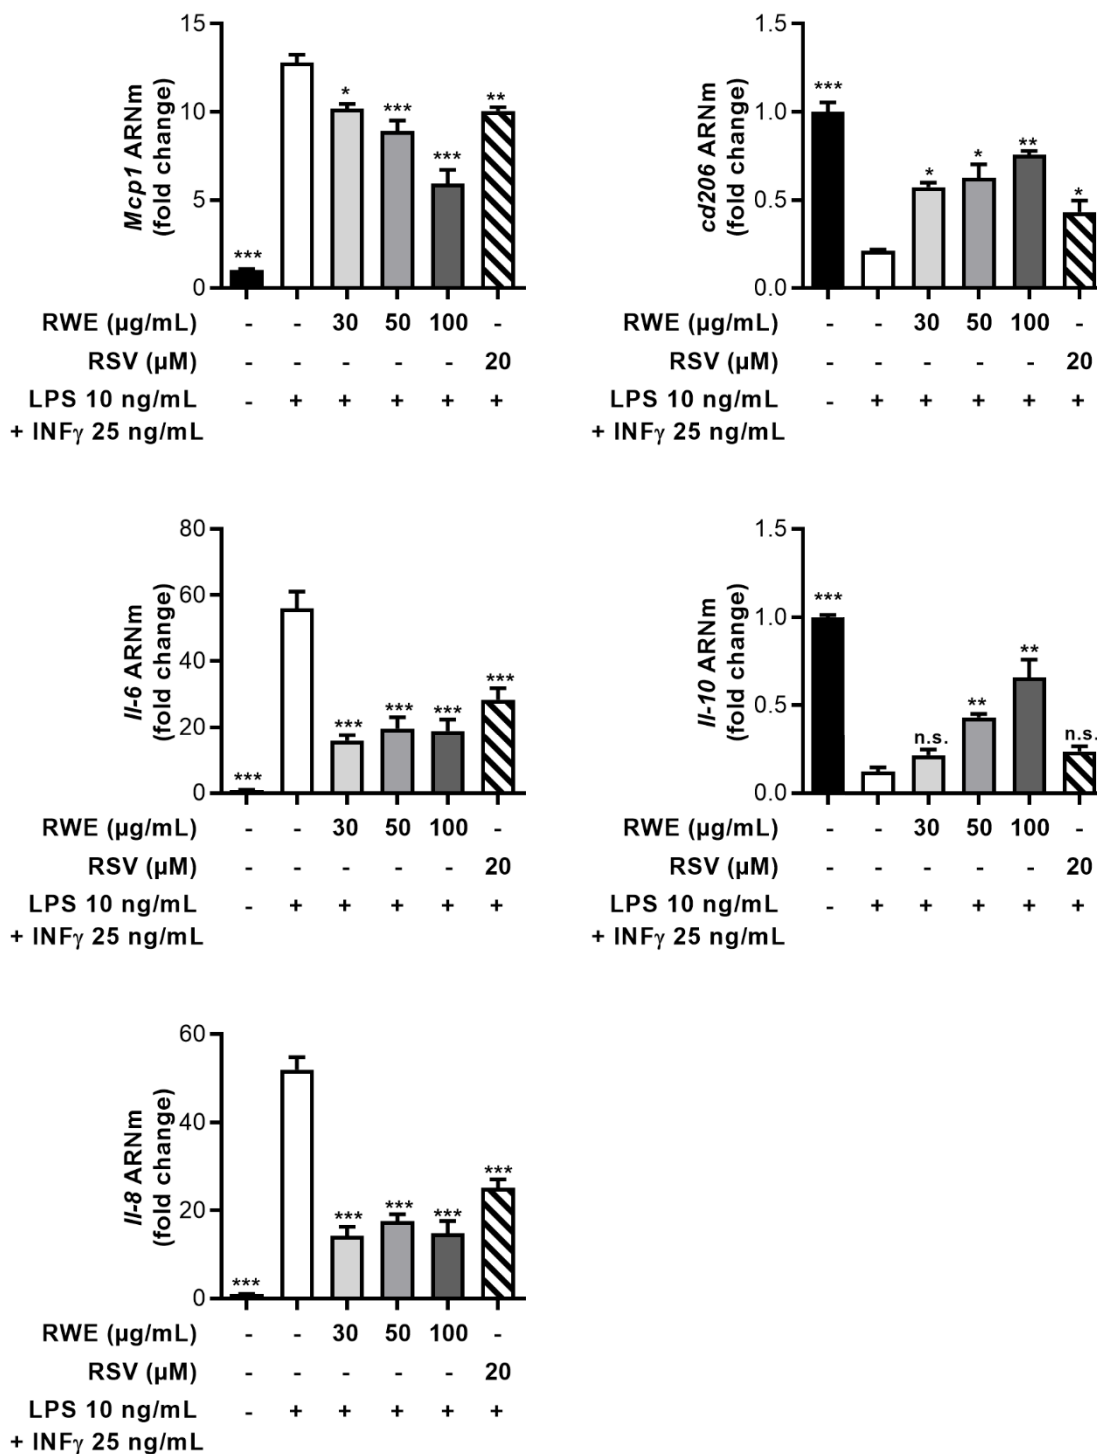 Mcp1 ARNm
(fold change)
15
10
5
0
***
*
***
***
**
RWE (µg/mL) - - 30 50 100 -
RSV (µM) - - - - - 20
LPS 10 ng/mL - + + + + +
+ INFγ 25 ng/mL
cd206 ARNm
(fold change)
1.5
1.0
0.5
0.0
***
*
*
**
*
RWE (µg/mL) - - 30 50 100 -
RSV (µM) - - - - - 20
LPS 10 ng/mL - + + + + +
+ INFγ 25 ng/mL
Il-6 ARNm
(fold change)
80
60
40
20
0
***
***
***
***
***
RWE (µg/mL) - - 30 50 100 -
RSV (µM) - - - - - 20
LPS 10 ng/mL - + + + + +
+ INFγ 25 ng/mL
Il-10 ARNm
(fold change)
1.5
1.0
0.5
0.0
***
n.s.
**
**
n.s.
RWE (µg/mL) - - 30 50 100 -
RSV (µM) - - - - - 20
LPS 10 ng/mL - + + + + +
+ INFγ 25 ng/mL
Il-8 ARNm
(fold change)
60
40
20
0
***
***
***
***
***
RWE (µg/mL) - - 30 50 100 -
RSV (µM) - - - - - 20
LPS 10 ng/mL - + + + + +
+ INFγ 25 ng/mL